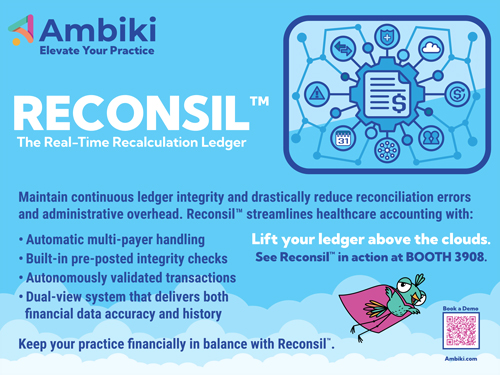 Ambiki
Elevate Your Practice
RECONSIL™
The Real-Time Recalculation Ledger
31
Maintain continuous ledger integrity and drastically reduce reconciliation errors
and administrative overhead. Reconsil™ streamlines healthcare accounting with:
• Automatic multi-payer handling
• Built-in pre-posted integrity checks
• Autonomously validated transactions
• Dual-view system that delivers both
financial data accuracy and history
Lift your ledger above the clouds.
See Reconsil™ in action at BOOTH 3908.
Keep your practice financially in balance with Reconsil™.
Book a Demo
Ambiki.com